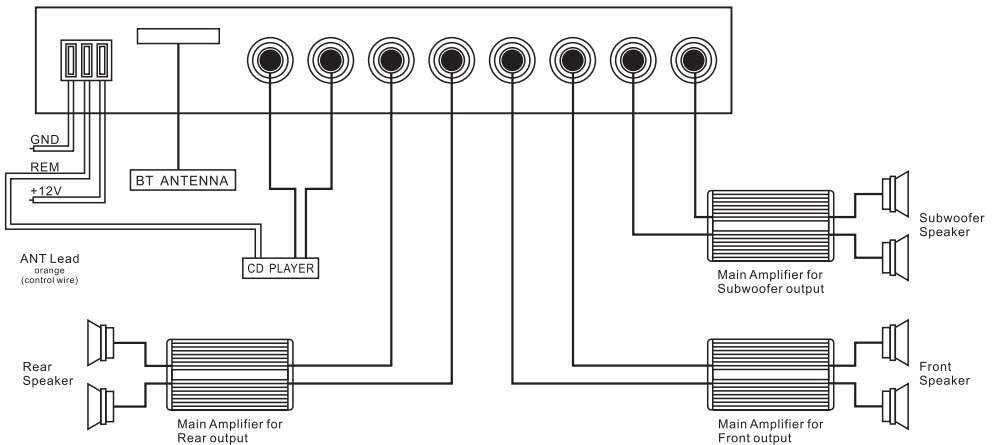 GND
REM
+12V
BT ANTENNA
ANT Lead
orange
(control wire)
CD PLAYER
Subwoofer
Speaker
Main Amplifier for
Subwoofer output
Rear
Speaker
Main Amplifier for
Rear output
Front
Speaker
Main Amplifier for
Front output